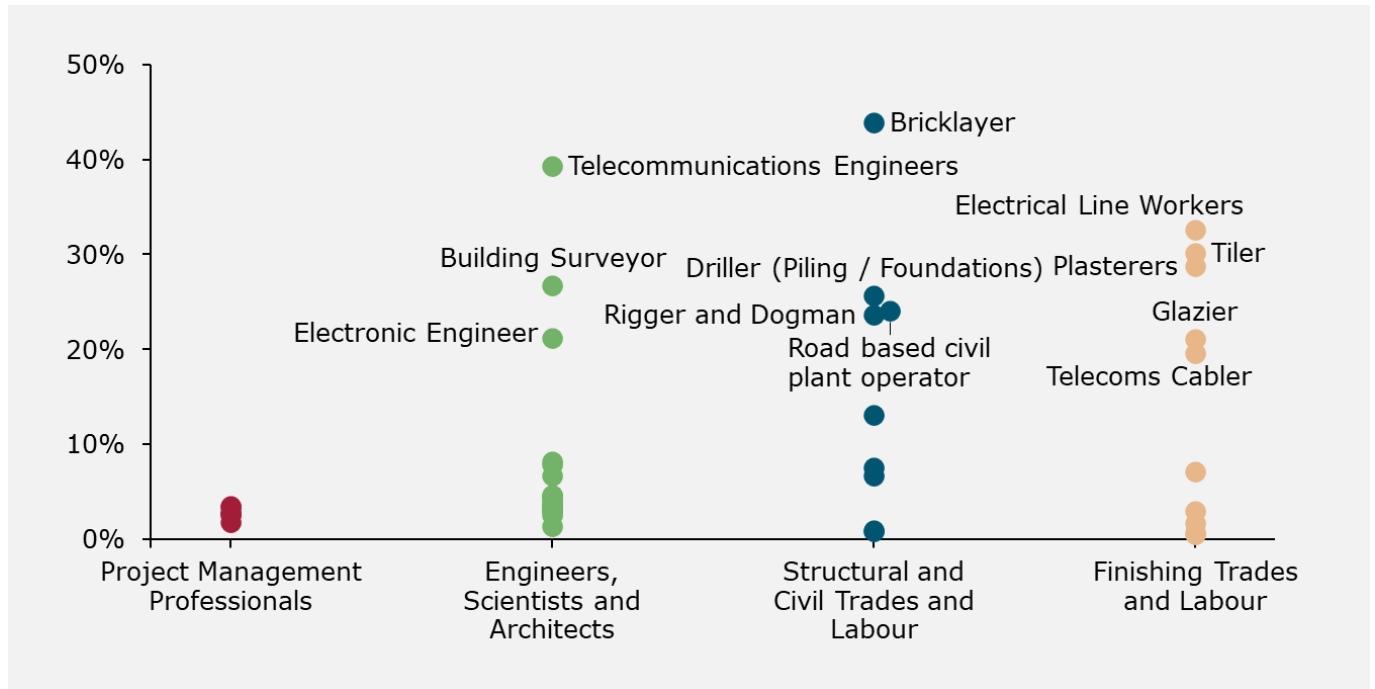 50%
40%
30%
20%
10%
0%
Bricklayer
Telecommunications Engineers
Electrical Line Workers
Building Surveyor
Driller (Piling / Foundations)
Plasterers
Tiler
Electronic Engineer
Rigger and Dogman
Glazier
Road based civil
plant operator
Telecoms Cabler
Project Management
Professionals
Engineers,
Scientists and
Architects
Structural and
Civil Trades and
Labour
Finishing Trades
and Labour